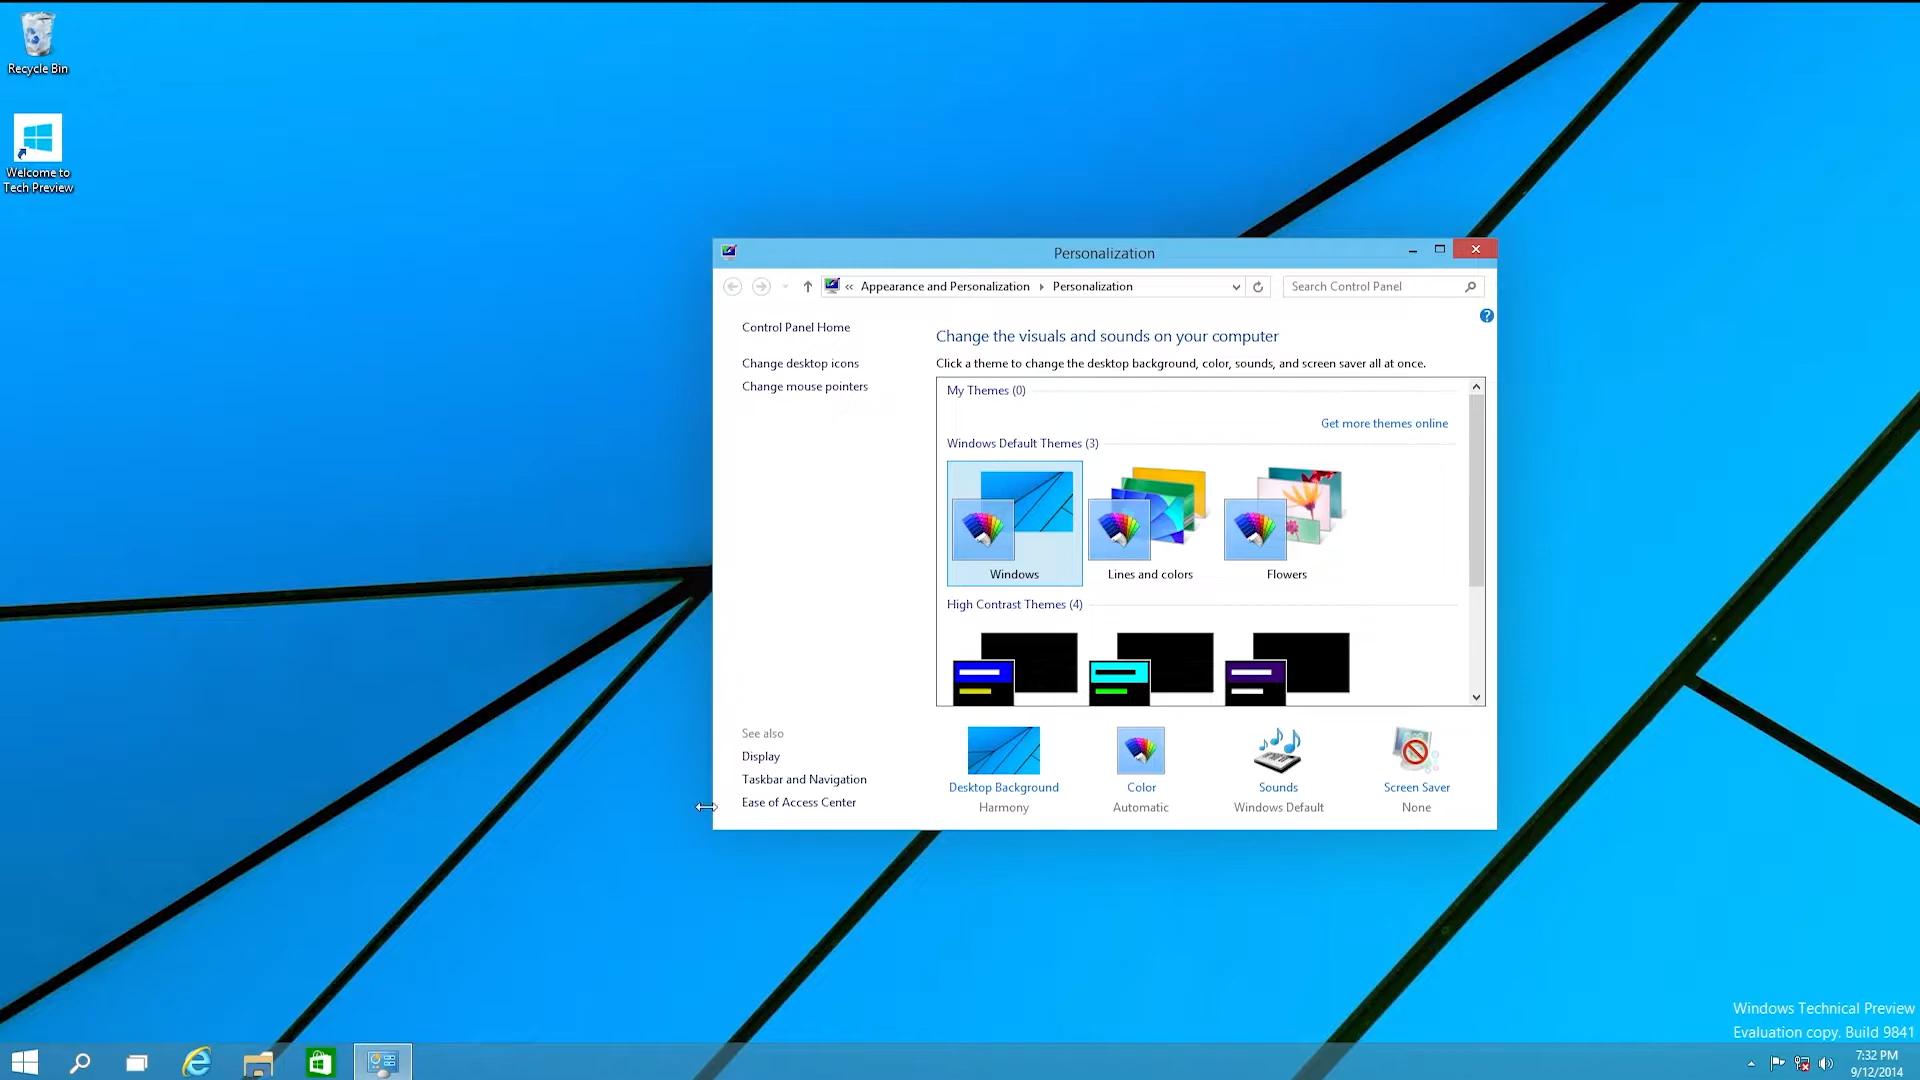 Recycle Bin
Welcome to
Tech Preview
Personalization
« Appearance and Personalization Personalization
Search Control Panel
Control Panel Home
Change desktop icons
Change mouse pointers
Change the visuals and sounds on your computer
Click a theme to change the desktop background, color, sounds, and screen saver all at once.
My Themes (0)
Get more themes online
Windows Default Themes (3)
Windows
Lines and colors
Flowers
High Contrast Themes (4)
See also
Display
Taskbar and Navigation
Ease of Access Center
Desktop Background
Harmony
Color
Automatic
Sounds
Windows Default
Screen Saver
None
Windows Technical Preview
Evaluation copy. Build 9841
7:32 PM
9/12/2014